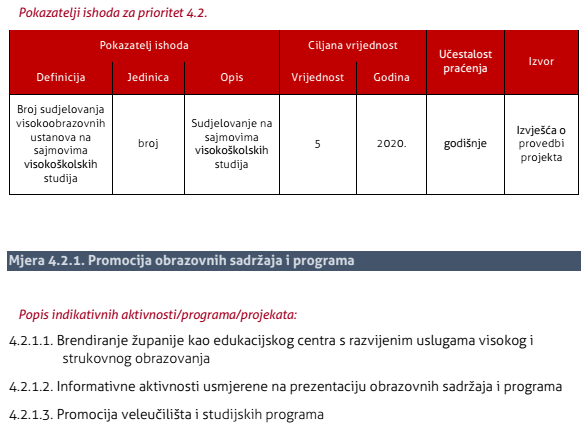 Pokazatelji ishoda za prioritet 4.2.
Pokazatelj ishoda
Ciljana vrijednost
Učestalost
praćenja
Izvor
Definicija
Jedinica
Opis
Vrijednost
Godina
Broj sudjelovanja
visokoobrazovnih
ustanova na
sajmovima
visokoškolskih
studija
broj
Sudjelovanje na
sajmovima
visokoškolskih
studija
5
2020.
godišnje
Izvješća o
provedbi
projekta
Mjera 4.2.1. Promocija obrazovnih sadržaja i programa
Popis indikativnih aktivnosti/programa/projekata:
4.2.1.1. Brendiranje županije kao edukacijskog centra s razvijenim uslugama visokog i
strukovnog obrazovanja
4.2.1.2. Informativne aktivnosti usmjerene na prezentaciju obrazovnih sadržaja i programa
4.2.1.3. Promocija veleučilišta i studijskih programa